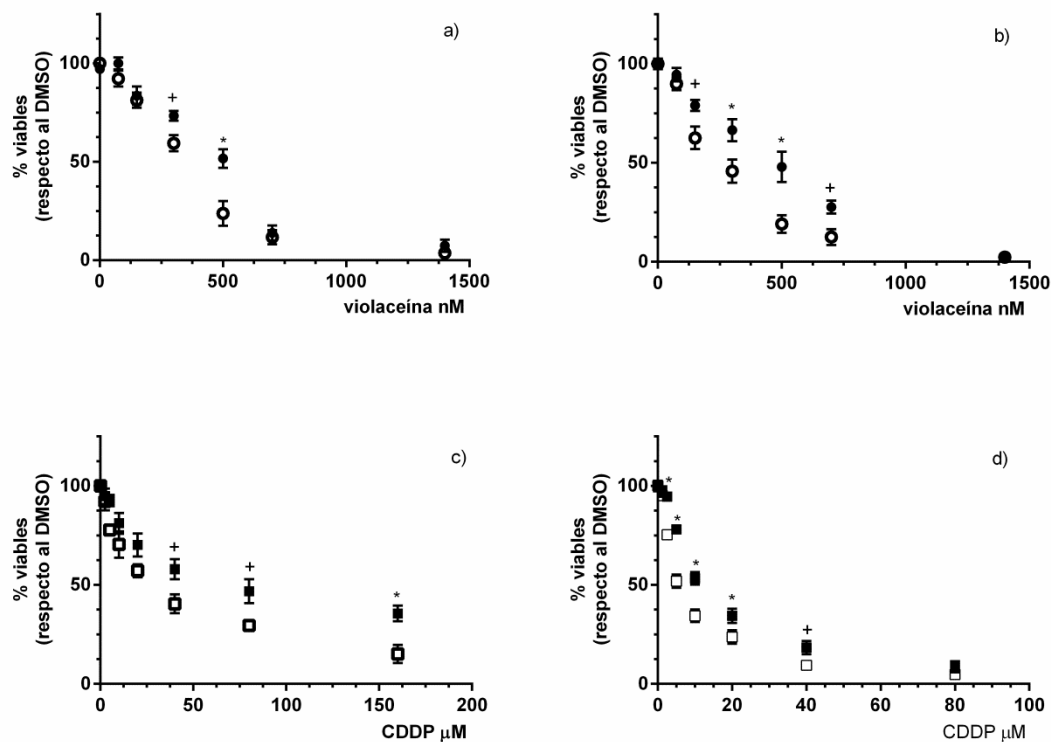 a)
% viables
(respecto al DMSO)
100
50
0
+
*
0 500 1000 1500
violaceína nM
b)
% viables
(respecto al DMSO)
100
50
0
+
*
*
+
0 500 1000 1500
violaceína nM
c)
% viables
(respecto al DMSO)
100
50
0
+
+
*
0 50 100 150 200
CDDP μM
d)
% viables
(respecto al DMSO)
100
50
0
*
*
*
*
+
0 20 40 60 80 100
CDDP μM